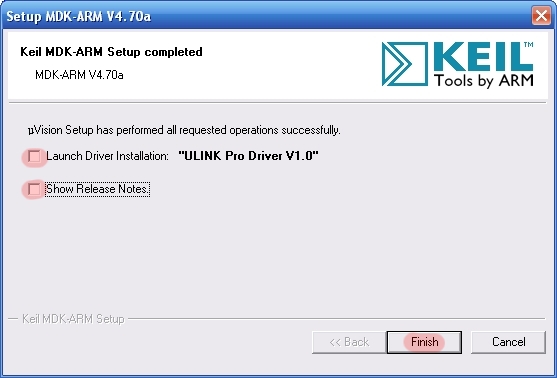 Setup MDK-ARM V4.70a
Keil MDK-ARM Setup completed
MDK-ARM V4.70a
KEIL™
Tools by ARM
µVision Setup has performed all requested operations successfully.
Launch Driver Installation: "ULINK Pro Driver V1.0"
Show Release Notes.
Keil MDK-ARM Setup
<< Back Finish Cancel